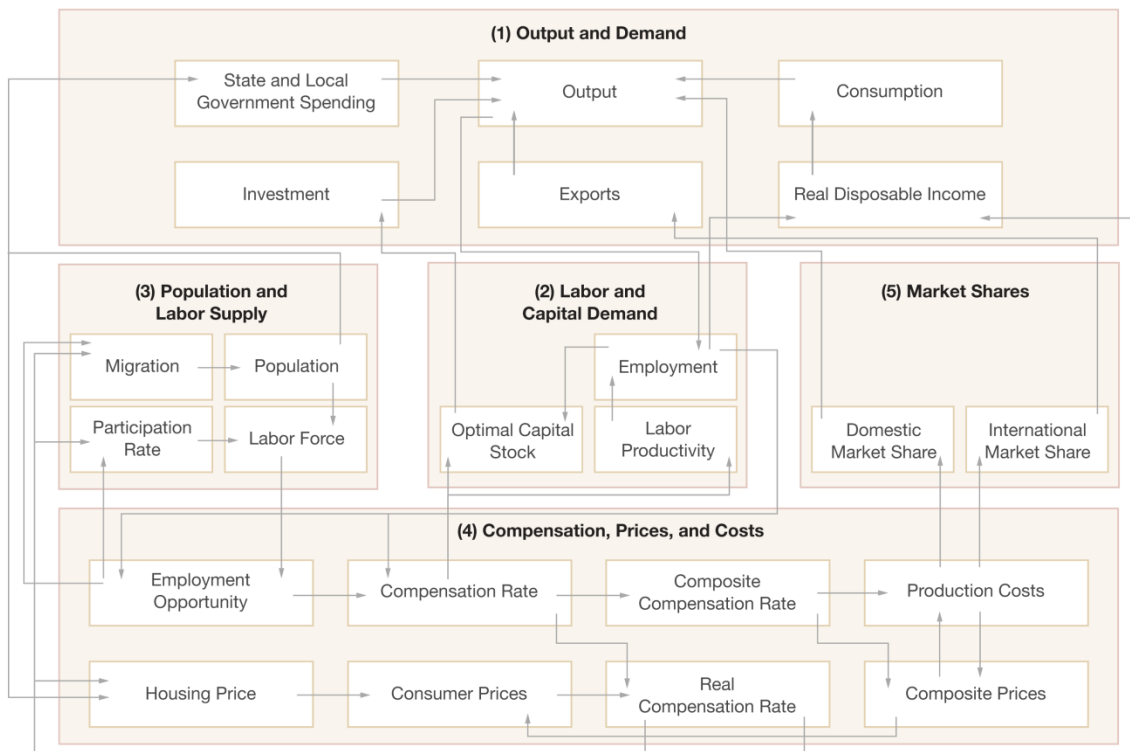 (1) Output and Demand
State and Local
Government Spending
Output
Consumption
Investment
Exports
Real Disposable Income
(3) Population and
Labor Supply
Migration
Population
Participation
Rate
Labor Force
(2) Labor and
Capital Demand
Employment
Optimal Capital
Stock
Labor
Productivity
(5) Market Shares
Domestic
Market Share
International
Market Share
(4) Compensation, Prices, and Costs
Employment
Opportunity
Compensation Rate
Composite
Compensation Rate
Production Costs
Housing Price
Consumer Prices
Real
Compensation Rate
Composite Prices